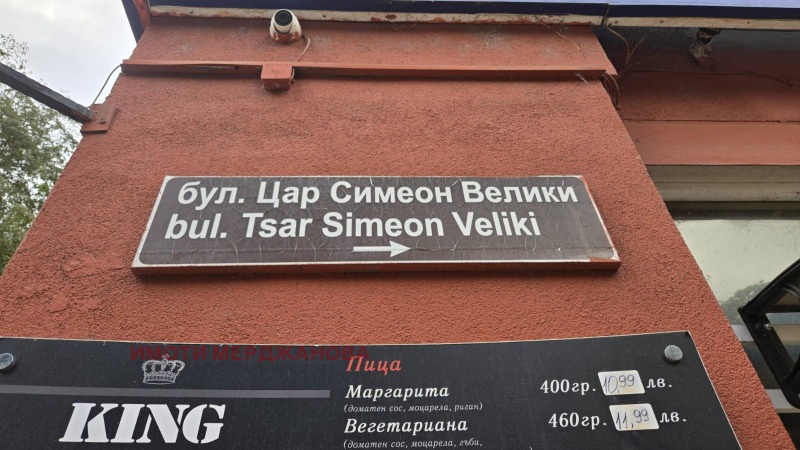 бул. Цар Симеон Велики
bul. Tsar Simeon Veliki
ИМОТИ МЕРДЖАНОВА
KING
Пица
Маргарита 400гр. 10,99 лв.
(доматен сос, моцарела, риган)
Вегетариана 460гр. 11,99 лв.
(доматен сос, моцарела, гъби,